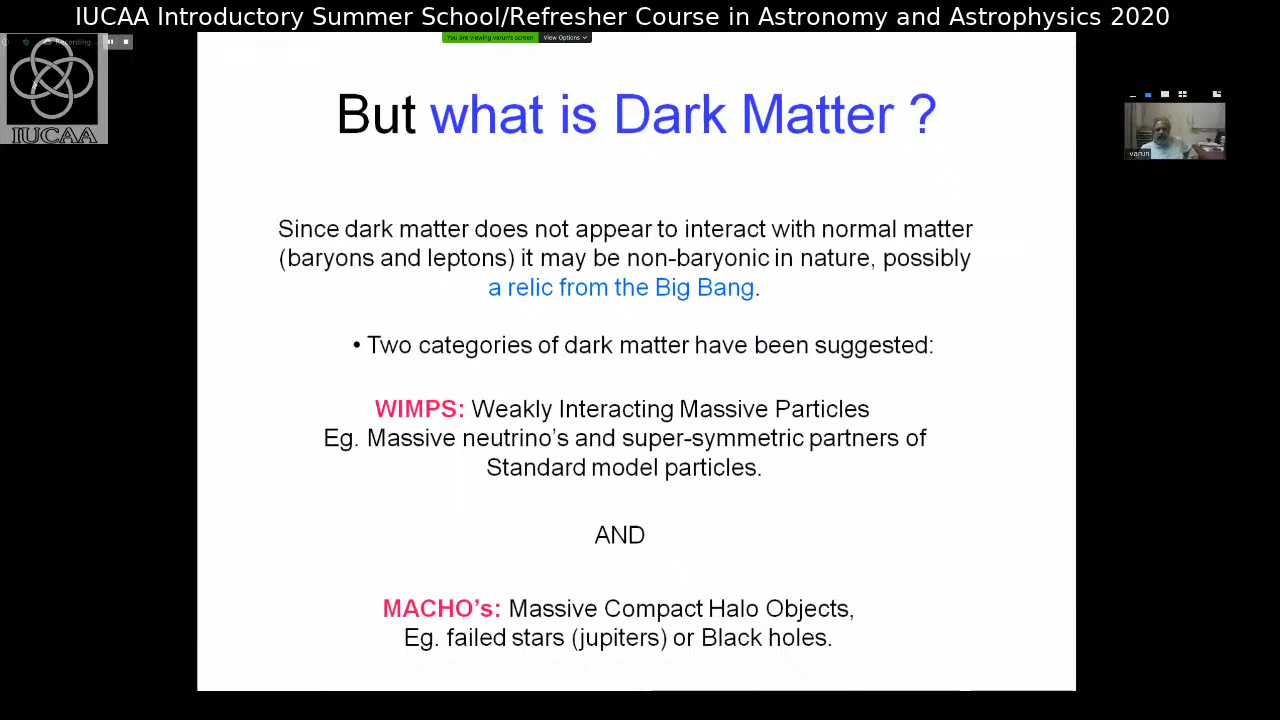 IUCAA Introductory Summer School/Refresher Course in Astronomy and Astrophysics 2020
Recording...
You are viewing varun's screen View Options
IUCAA
But what is Dark Matter ?
varun
Since dark matter does not appear to interact with normal matter
(baryons and leptons) it may be non-baryonic in nature, possibly
a relic from the Big Bang.
• Two categories of dark matter have been suggested:
WIMPS: Weakly Interacting Massive Particles
Eg. Massive neutrino’s and super-symmetric partners of
Standard model particles.
AND
MACHO’s: Massive Compact Halo Objects,
Eg. failed stars (jupiters) or Black holes.